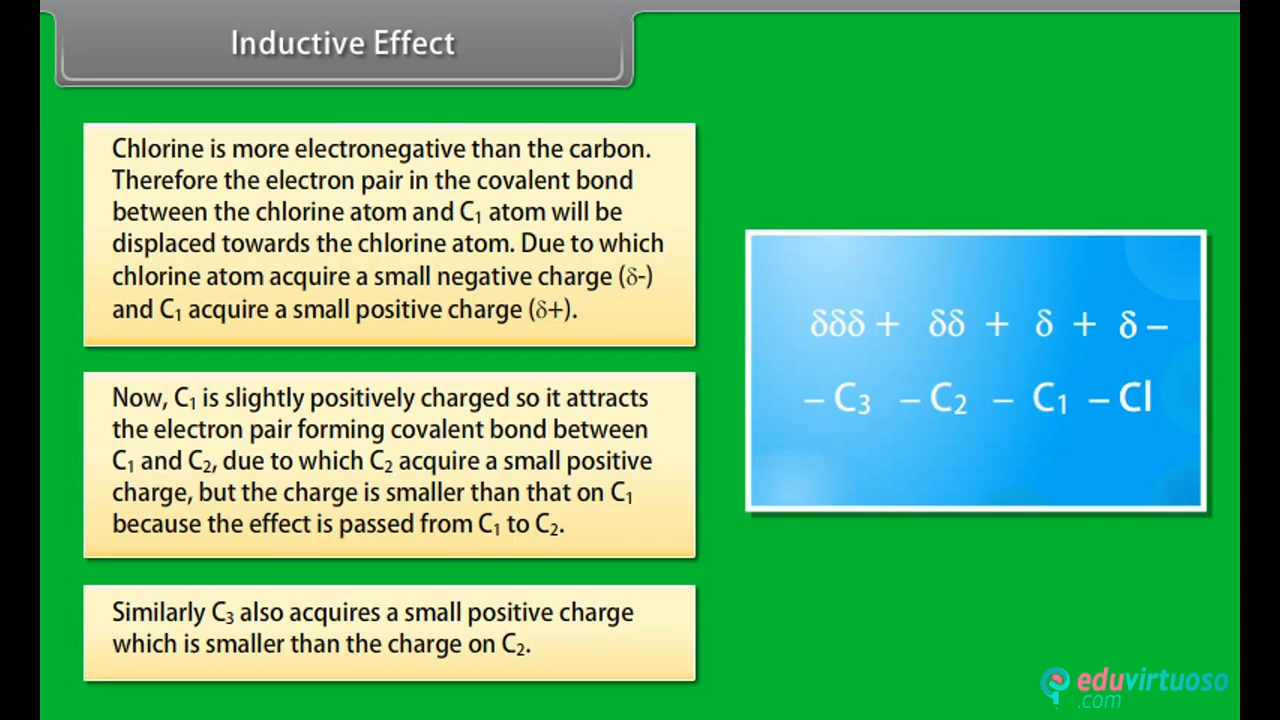 Inductive Effect
Chlorine is more electronegative than the carbon.
Therefore the electron pair in the covalent bond
between the chlorine atom and C₁ atom will be
displaced towards the chlorine atom. Due to which
chlorine atom acquire a small negative charge (δ-)
and C₁ acquire a small positive charge (δ+).
Now, C₁ is slightly positively charged so it attracts
the electron pair forming covalent bond between
C₁ and C₂, due to which C₂ acquire a small positive
charge, but the charge is smaller than that on C₁
because the effect is passed from C₁ to C₂.
Similarly C₃ also acquires a small positive charge
which is smaller than the charge on C₂.
δδδ + δδ + δ + δ –
– C₃ – C₂ – C₁ – Cl
eduvirtuoso
.com